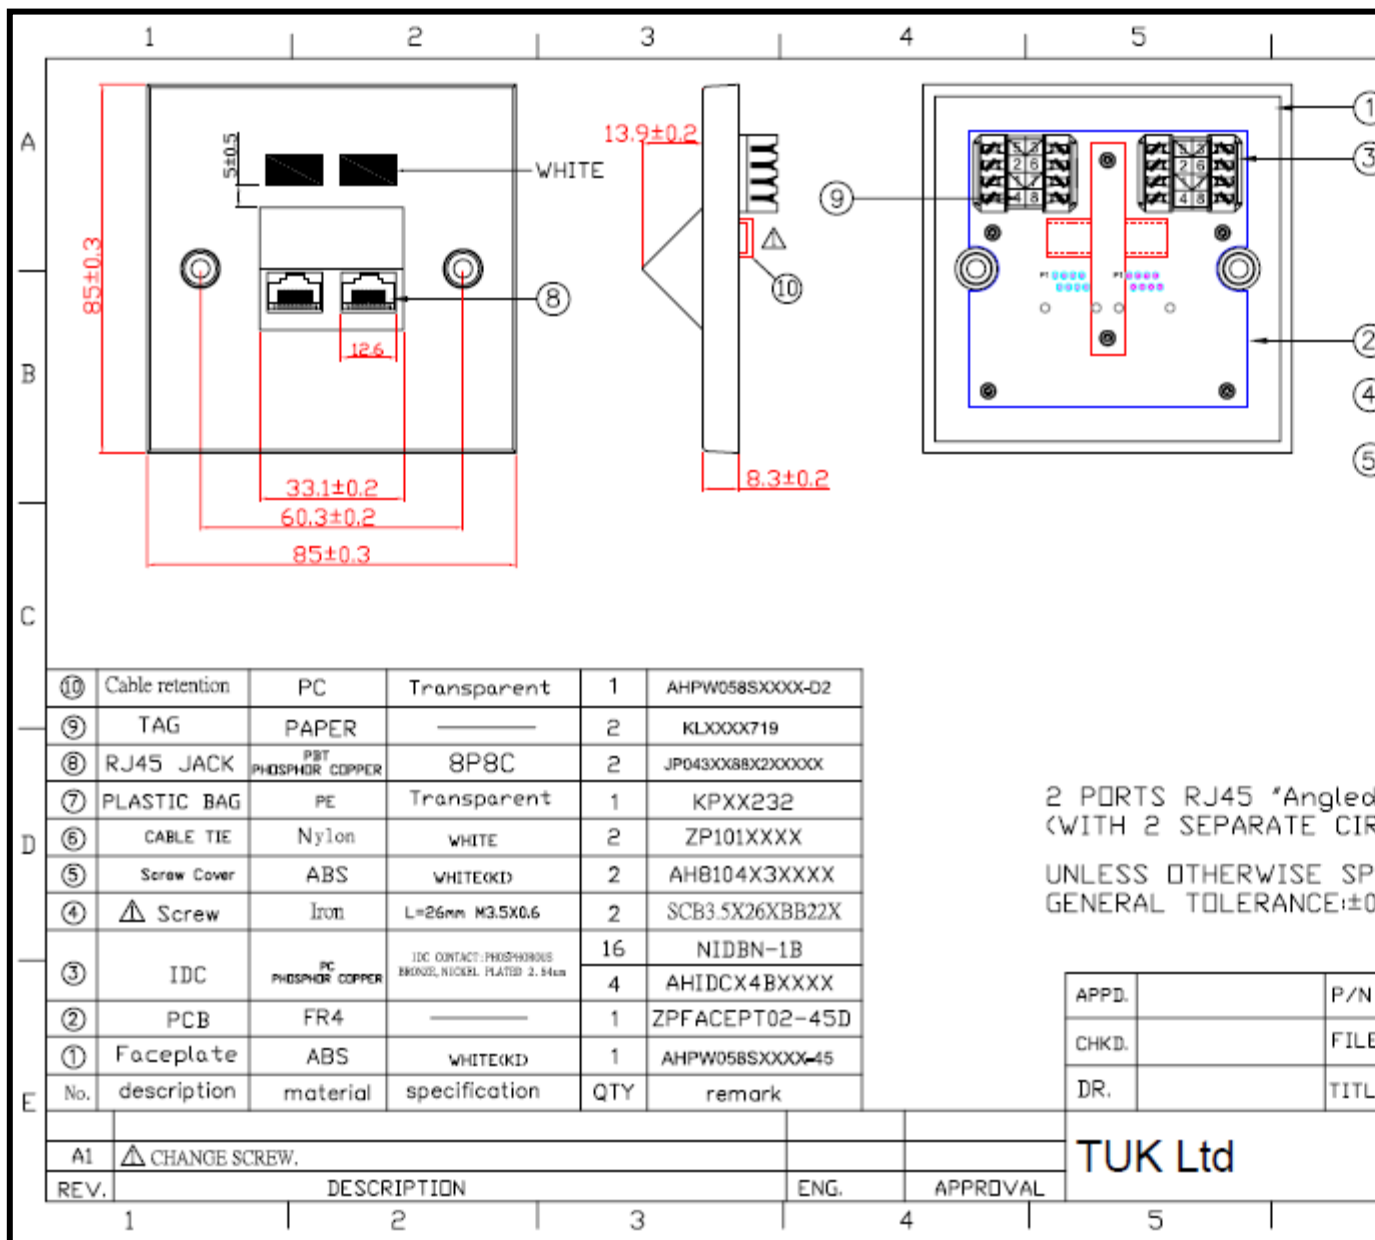 1 2 3 4 5
A
B
C
D
E
5±0.5
WHITE
85±0.3
8
12.6
33.1±0.2
60.3±0.2
85±0.3
13.9±0.2
10
8.3±0.2
9
1
3
2
4
5
10 Cable retention PC Transparent 1 AHPW058SXXXX-D2
9 TAG PAPER 2 KLXXXX719
8 RJ45 JACK PBT PHOSPHOR COPPER 8P8C 2 JP043XX88X2XXXXX
7 PLASTIC BAG PE Transparent 1 KPXX232
6 CABLE TIE Nylon WHITE 2 ZP101XXXX
5 Screw Cover ABS WHITE(KI) 2 AH8104X3XXXX
4 ⚠ Screw Iron L=26mm M3.5X0.6 2 SCB3.5X26XBB22X
3 IDC PC PHOSPHOR COPPER IDC CONTACT:PHOSPHOROUS BRONZE, NICKEL PLATED 2.54um 16 NIDBN-1B
4 AHIDCX4BXXXX
2 PCB FR4 1 ZPFACEPT02-45D
1 Faceplate ABS WHITE(KI) 1 AHPW058SXXXX-45
No. description material specification QTY remark
2 PORTS RJ45 "Angled
(WITH 2 SEPARATE CIR
UNLESS OTHERWISE SP
GENERAL TOLERANCE:±0
APPD. P/N
CHKD. FILE
DR. TITL
TUK Ltd
A1 ⚠ CHANGE SCREW.
REV. DESCRIPTION ENG. APPROVAL
1 2 3 4 5